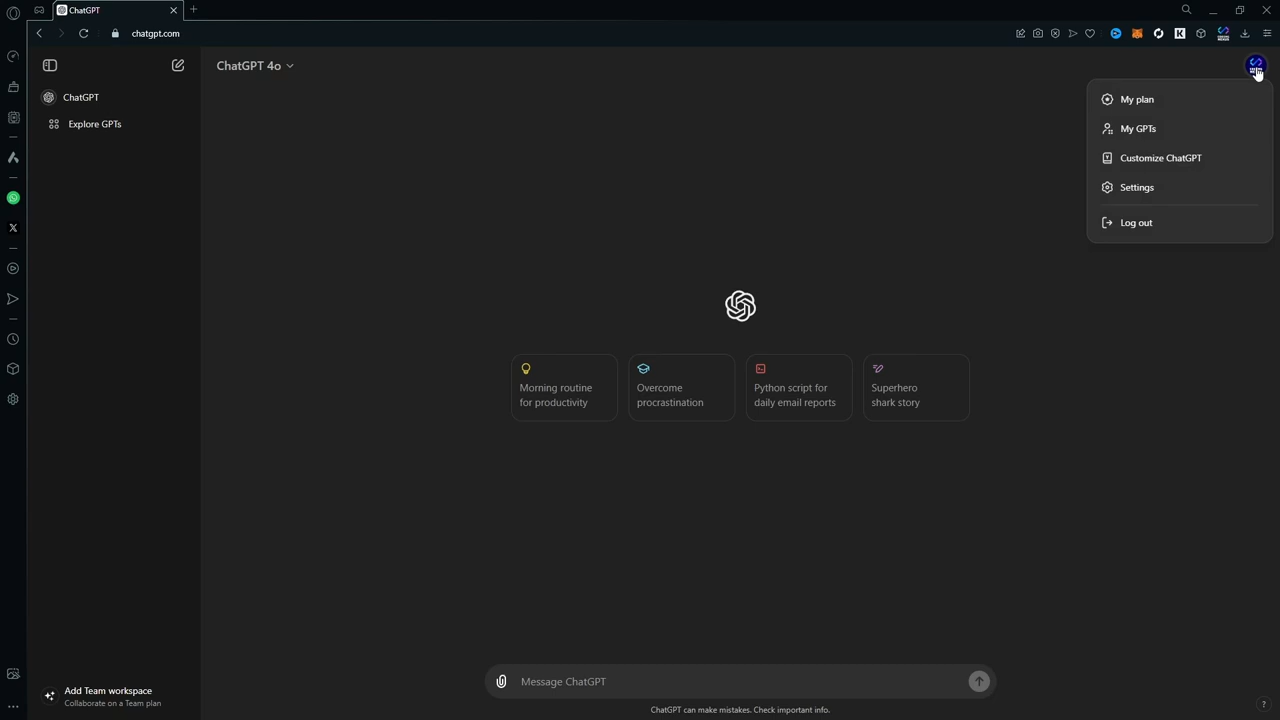 ChatGPT
chatgpt.com
ChatGPT 4o
ChatGPT
Explore GPTs
My plan
My GPTs
Customize ChatGPT
Settings
Log out
Morning routine
for productivity
Overcome
procrastination
Python script for
daily email reports
Superhero
shark story
Add Team workspace
Collaborate on a Team plan
Message ChatGPT
ChatGPT can make mistakes. Check important info.
?